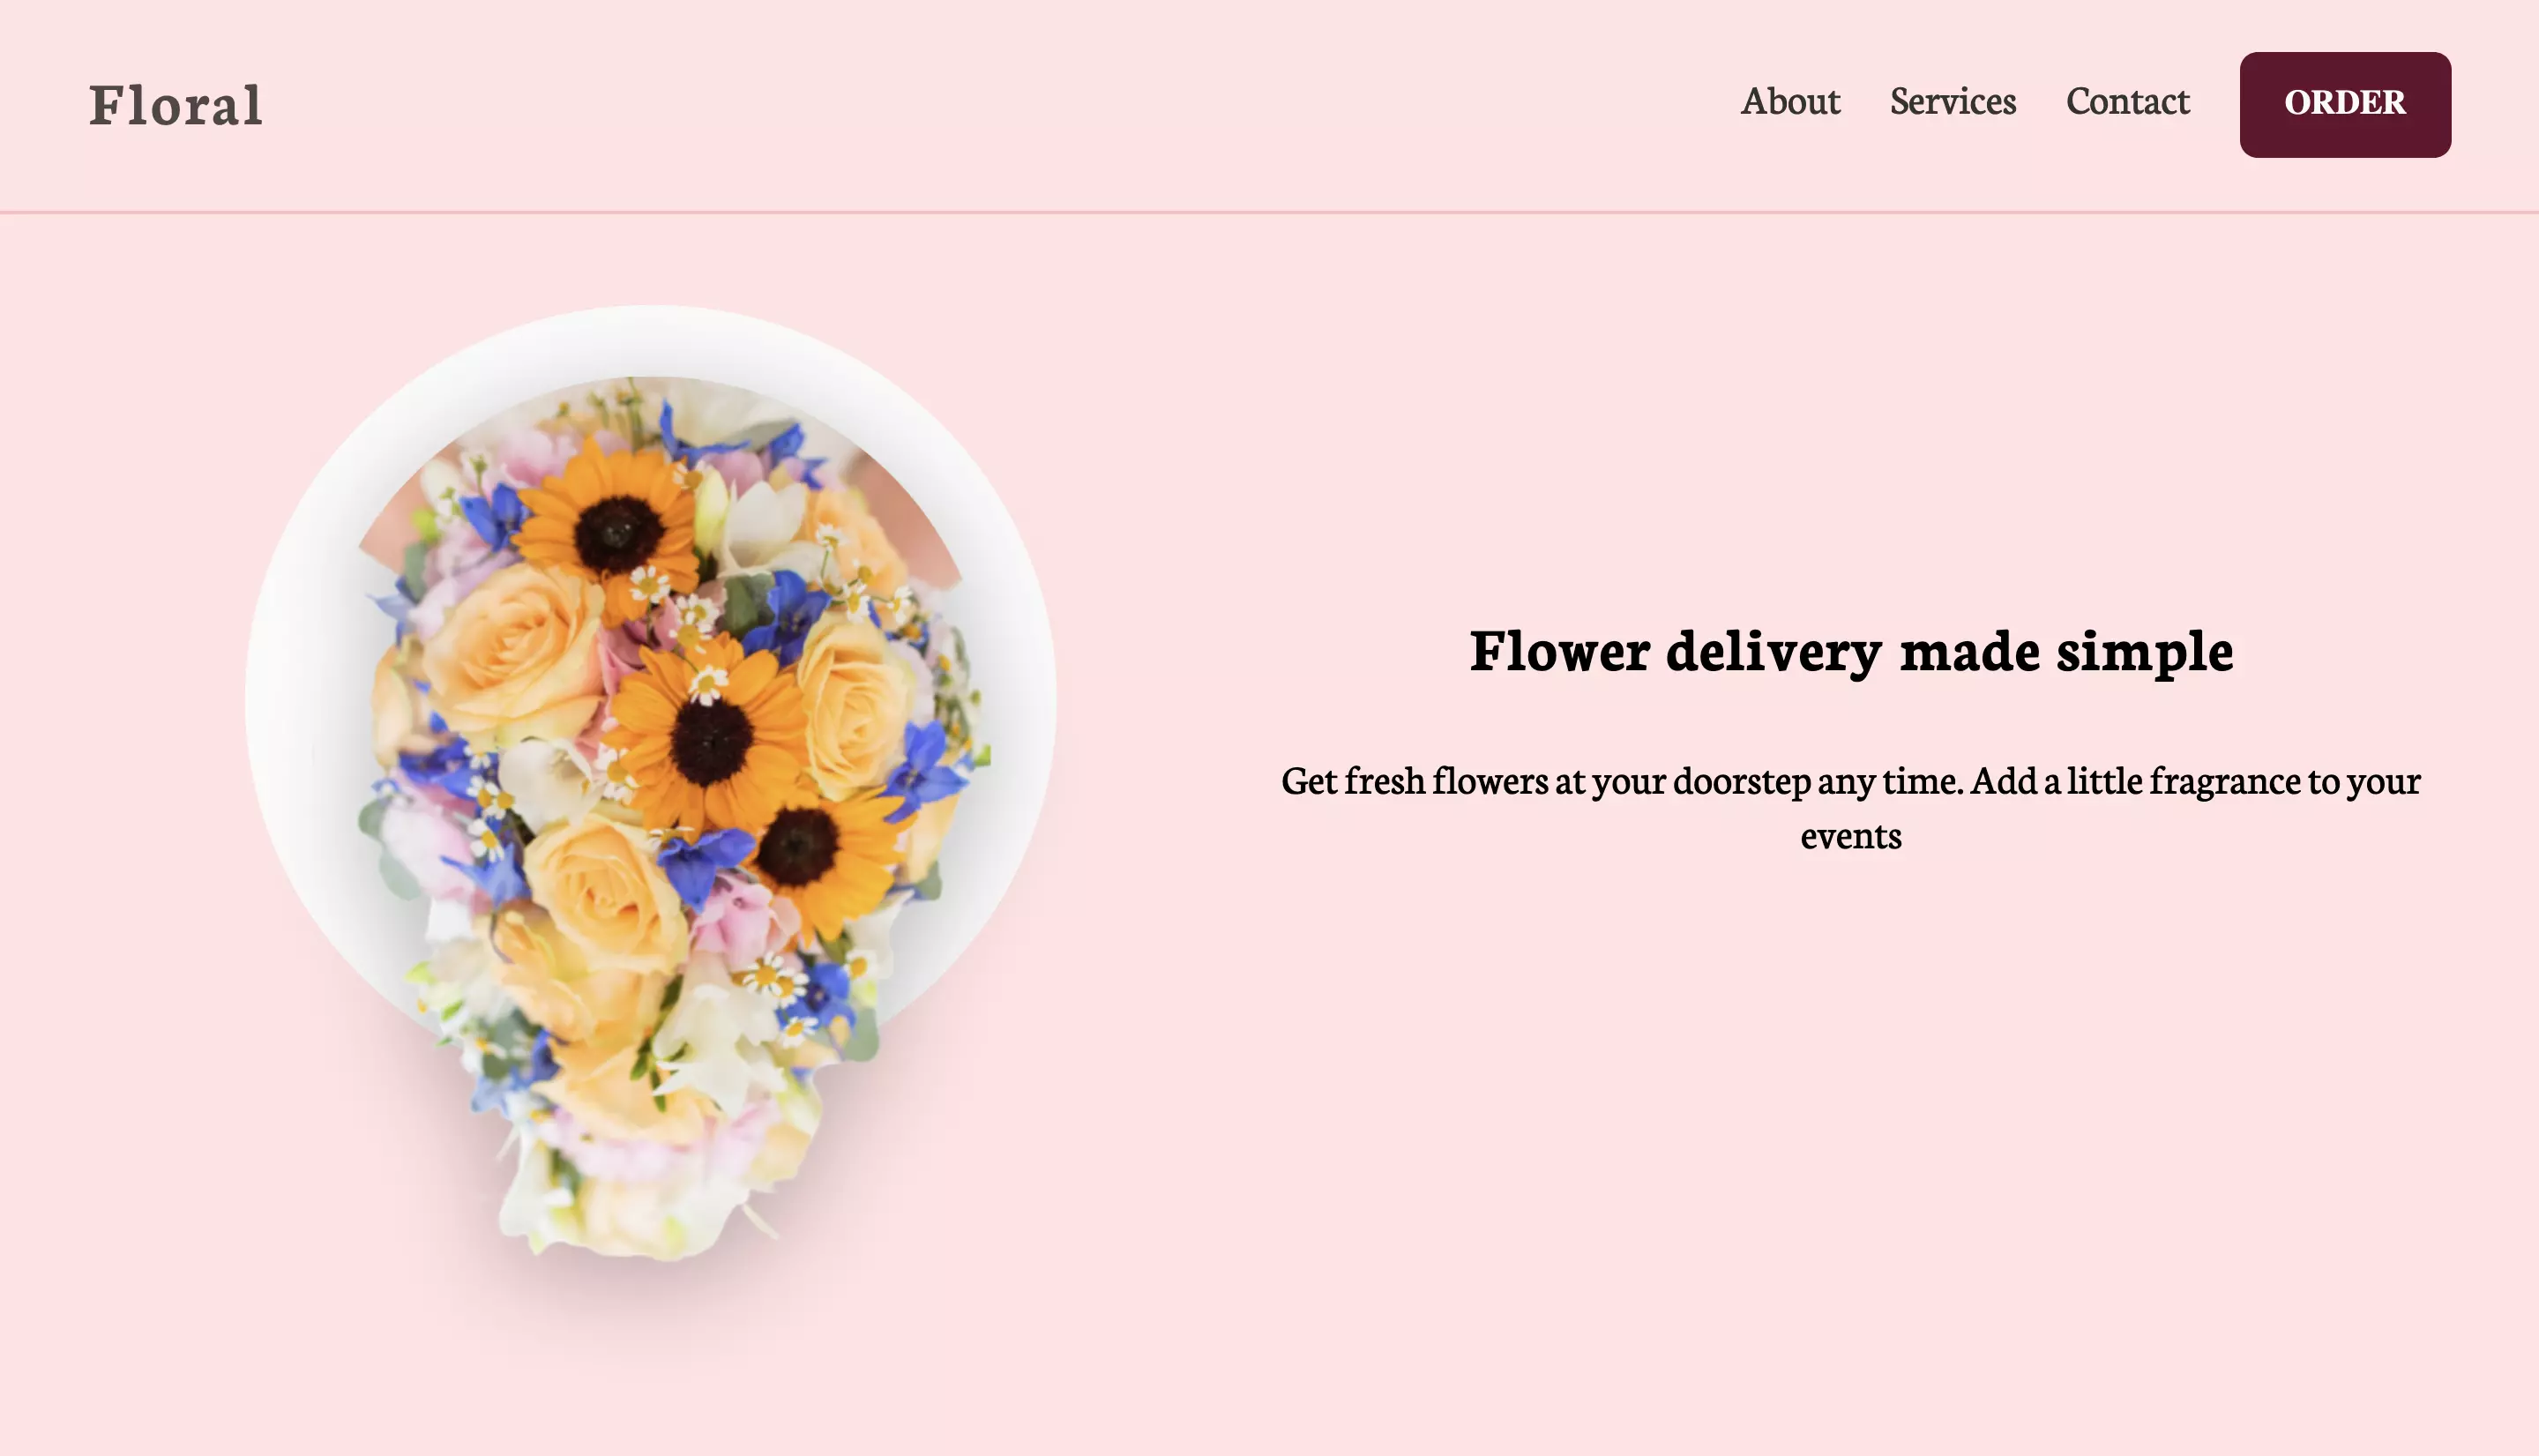 Floral
About Services Contact ORDER
Flower delivery made simple
Get fresh flowers at your doorstep any time. Add a little fragrance to your
events